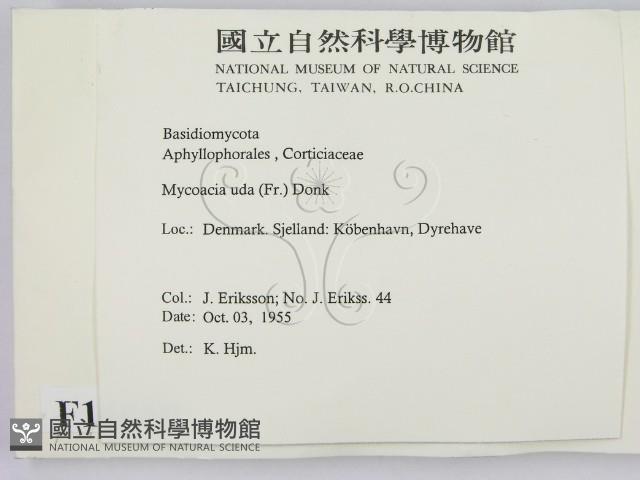 國立自然科學博物館
NATIONAL MUSEUM OF NATURAL SCIENCE
TAICHUNG, TAIWAN, R.O.CHINA
Basidiomycota
Aphyllophorales , Corticiaceae
Mycoacia uda (Fr.) Donk
Loc.: Denmark. Sjelland: Köbenhavn, Dyrehave
Col.: J. Eriksson; No. J. Erikss. 44
Date: Oct. 03, 1955
Det.: K. Hjm.
F1
國立自然科學博物館
NATIONAL MUSEUM OF NATURAL SCIENCE